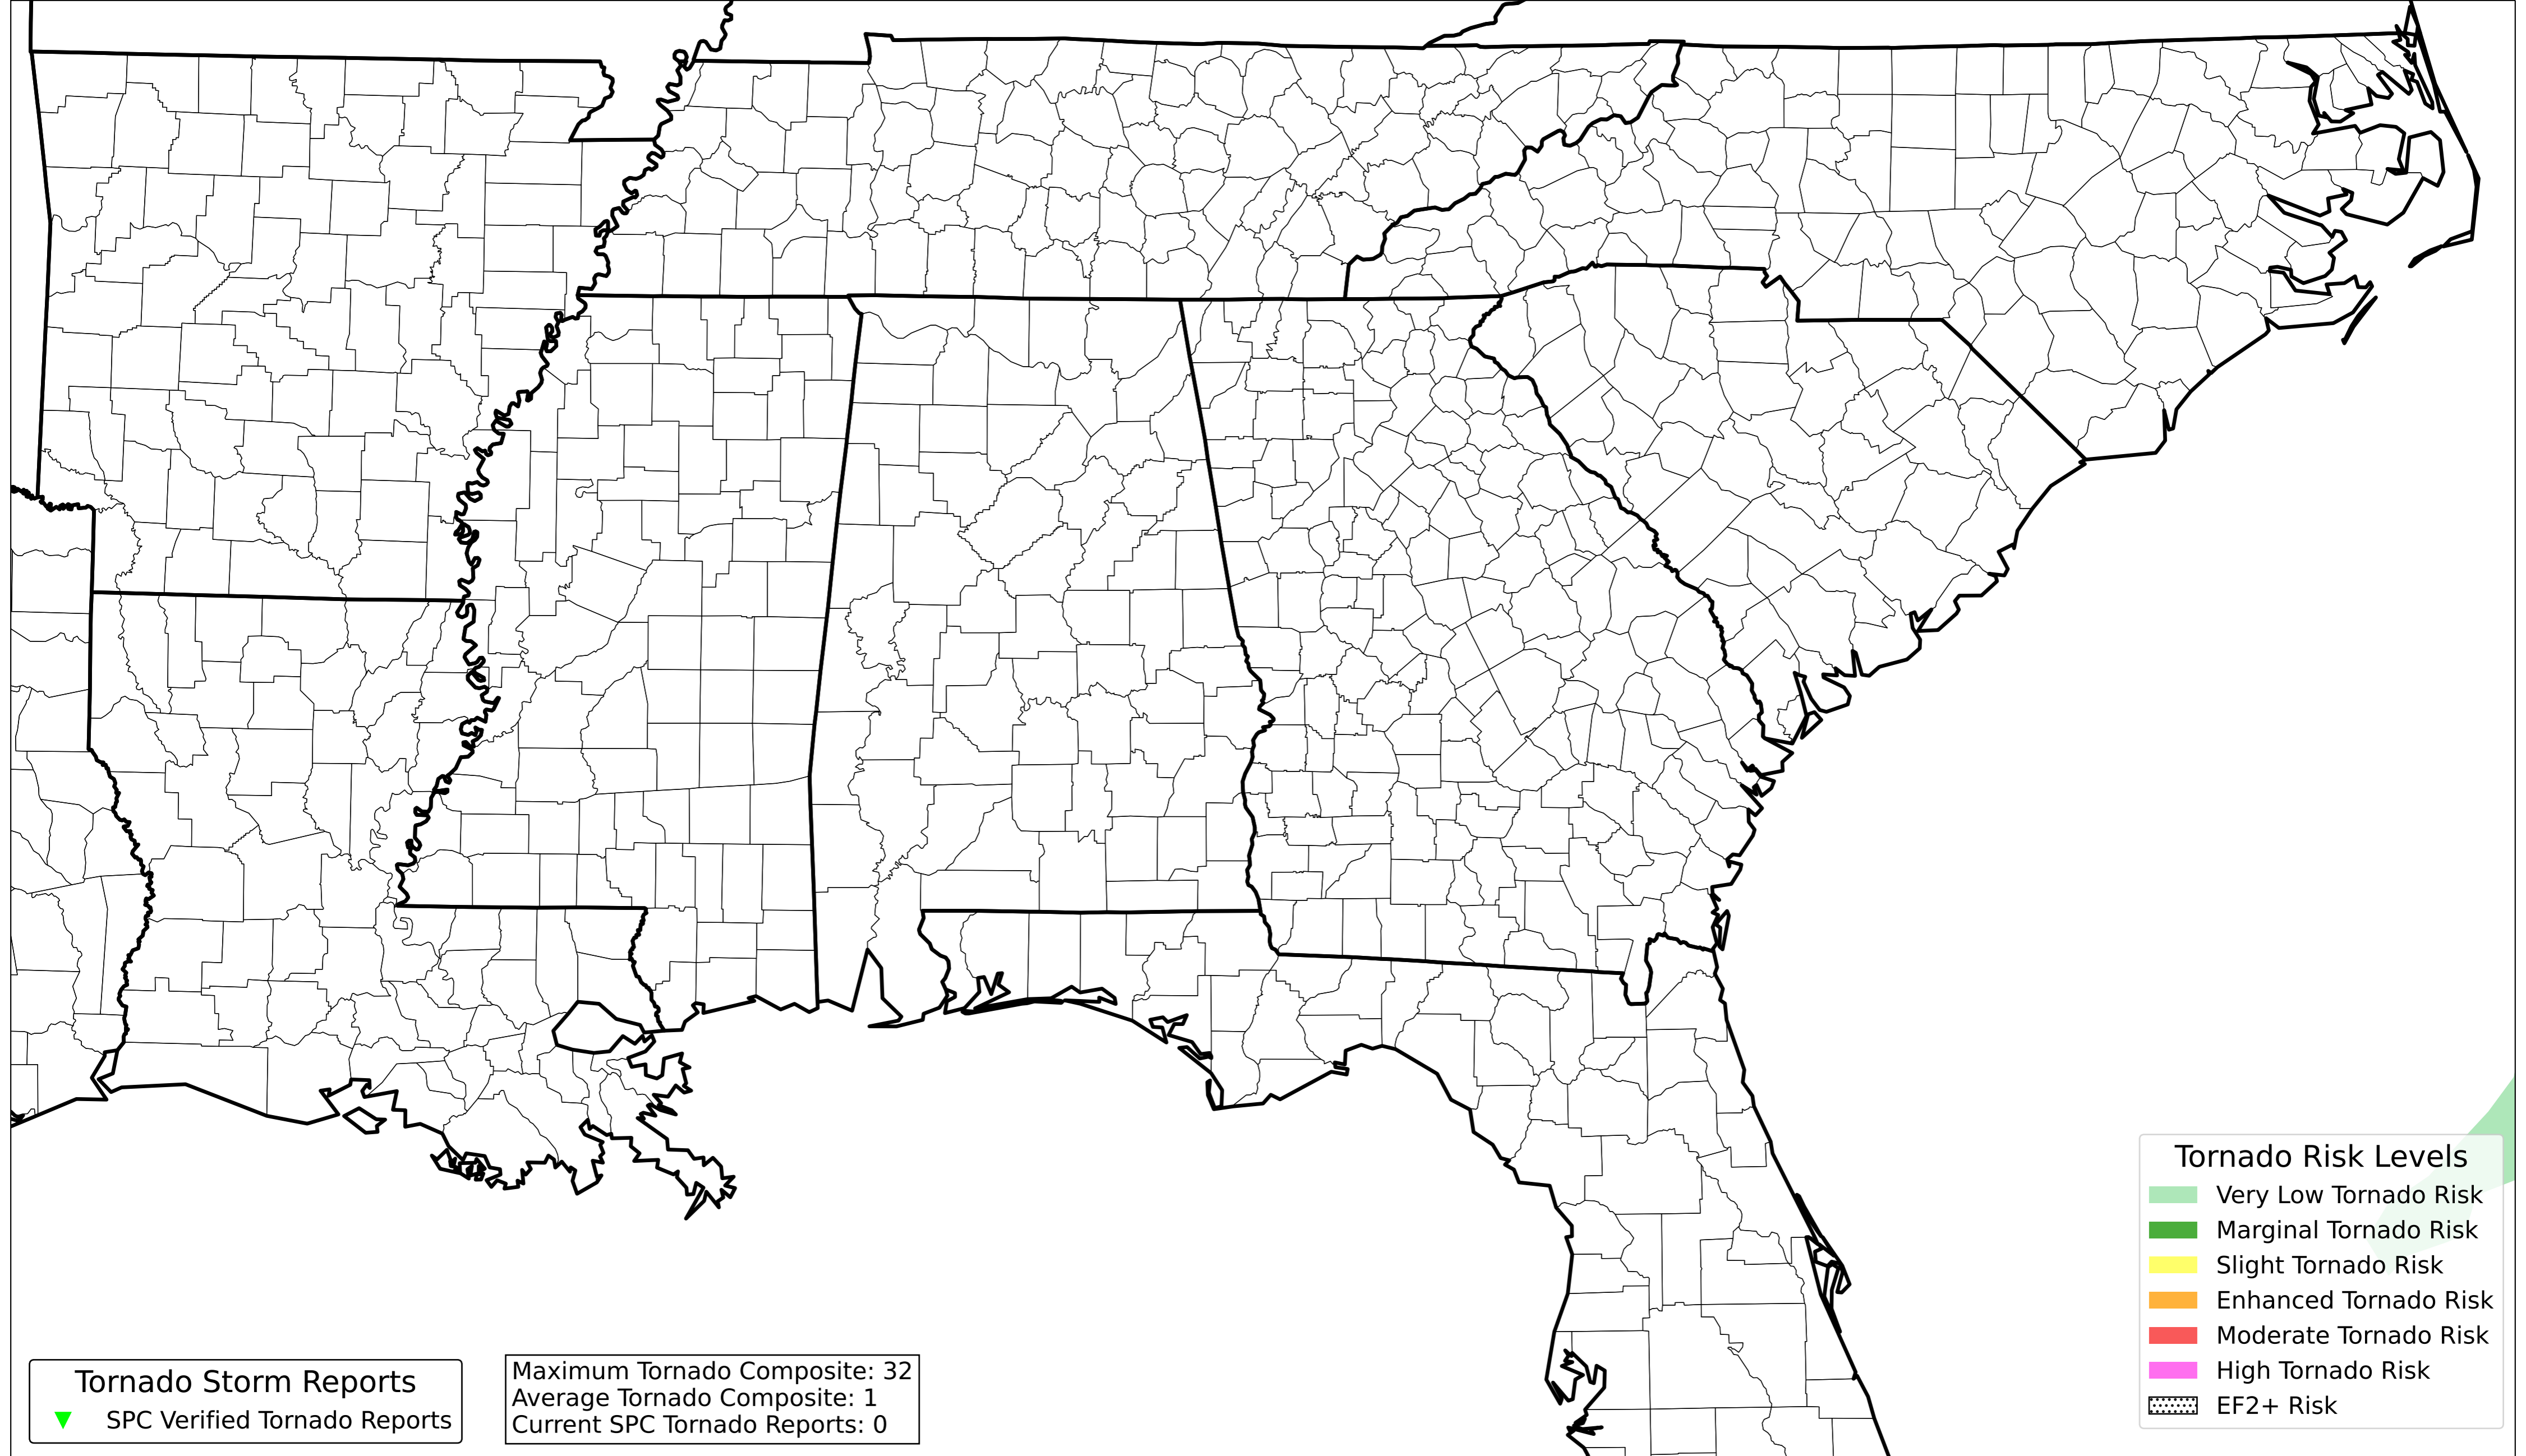 Tornado Risk Levels
Very Low Tornado Risk
Marginal Tornado Risk
Slight Tornado Risk
Enhanced Tornado Risk
Moderate Tornado Risk
High Tornado Risk
EF2+ Risk
Tornado Storm Reports
SPC Verified Tornado Reports
Maximum Tornado Composite: 32
Average Tornado Composite: 1
Current SPC Tornado Reports: 0